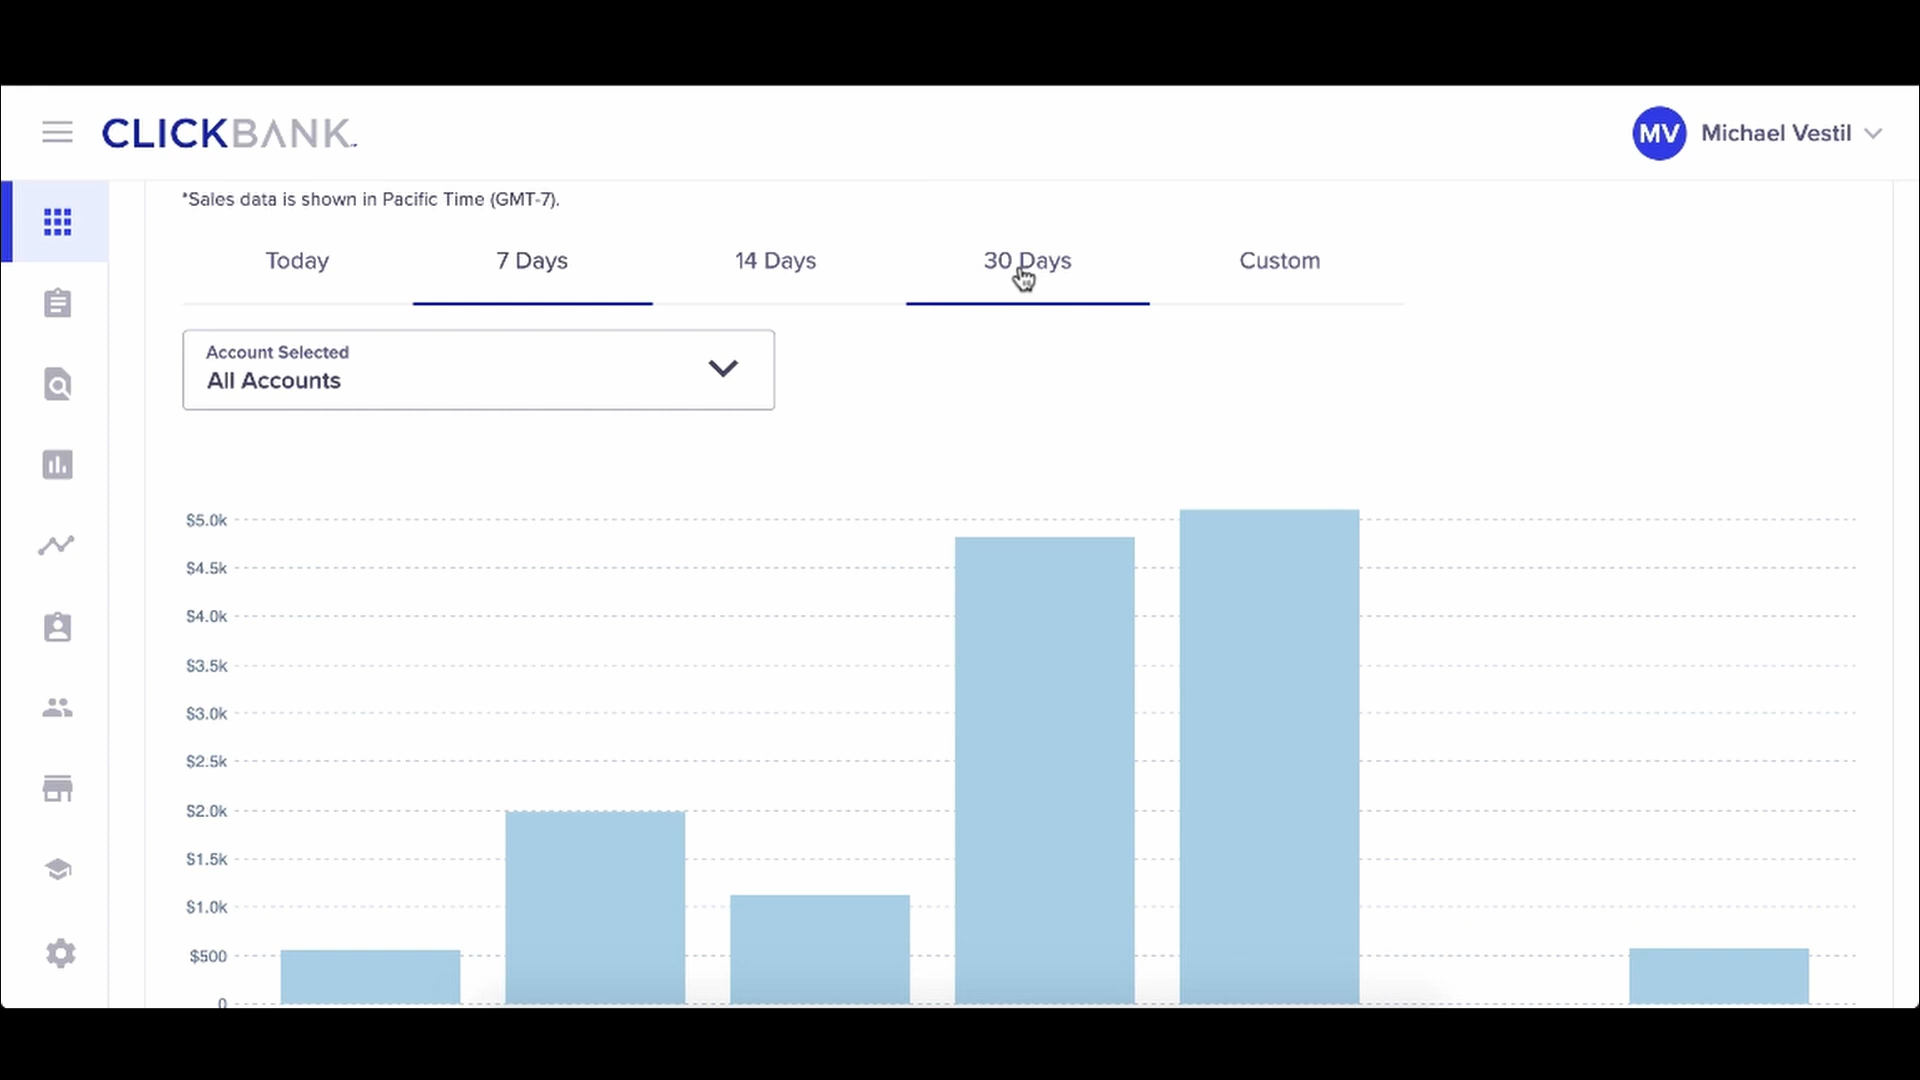 CLICKBANK
MV Michael Vestil
*Sales data is shown in Pacific Time (GMT-7).
Today 7 Days 14 Days 30 Days Custom
Account Selected
All Accounts
$5.0k
$4.5k
$4.0k
$3.5k
$3.0k
$2.5k
$2.0k
$1.5k
$1.0k
$500
0